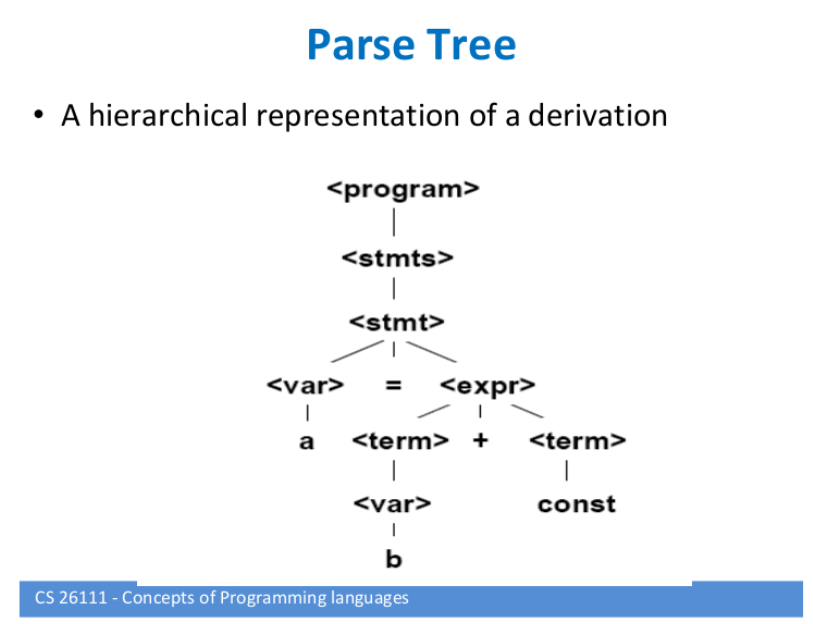 Parse Tree
• A hierarchical representation of a derivation
<program>
<stmts>
<stmt>
<var> = <expr>
a <term> + <term>
<var> const
b
CS 26111 - Concepts of Programming languages